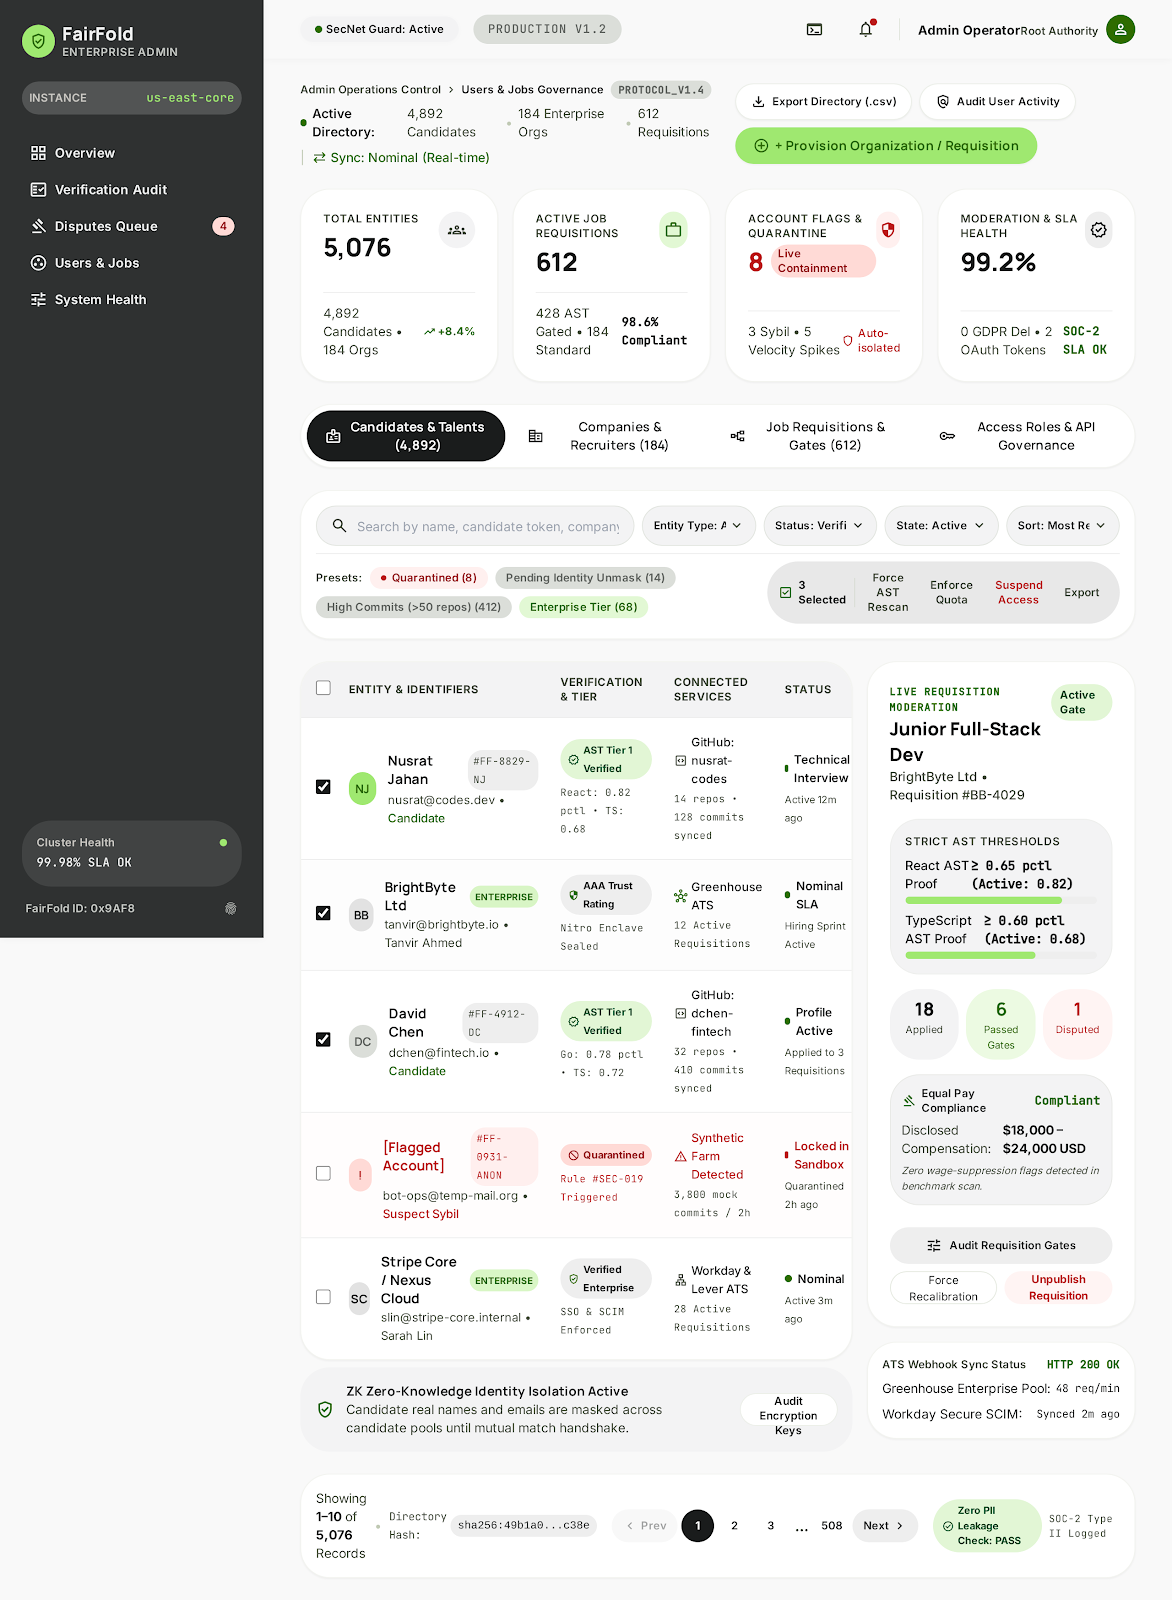 FairFold
ENTERPRISE ADMIN
INSTANCE us-east-core
Overview
Verification Audit
Disputes Queue 4
Users & Jobs
System Health
Cluster Health
99.98% SLA OK
FairFold ID: 0x9AF8
SecNet Guard: Active
PRODUCTION V1.2
Admin Operator Root Authority
Admin Operations Control › Users & Jobs Governance PROTOCOL_V1.4
Active Directory:
4,892 Candidates
• 184 Enterprise Orgs
• 612 Requisitions
Sync: Nominal (Real-time)
Export Directory (.csv)
Audit User Activity
+ Provision Organization / Requisition
TOTAL ENTITIES
5,076
4,892
Candidates •
184 Orgs
+8.4%
ACTIVE JOB
REQUISITIONS
612
428 AST
Gated • 184
Standard
98.6%
Compliant
ACCOUNT FLAGS &
QUARANTINE
8
Live
Containment
3 Sybil • 5
Velocity Spikes
Auto-
isolated
MODERATION & SLA
HEALTH
99.2%
0 GDPR Del • 2
OAuth Tokens
SOC-2
SLA OK
Candidates & Talents
(4,892)
Companies &
Recruiters (184)
Job Requisitions &
Gates (612)
Access Roles & API
Governance
Search by name, candidate token, company
Entity Type: A
Status: Verifi
State: Active
Sort: Most Re
Presets:
• Quarantined (8)
Pending Identity Unmask (14)
High Commits (>50 repos) (412)
Enterprise Tier (68)
3
Selected
Force
AST
Rescan
Enforce
Quota
Suspend
Access
Export
ENTITY & IDENTIFIERS
VERIFICATION
& TIER
CONNECTED
SERVICES
STATUS
NJ
Nusrat
Jahan
#FF-8829-
NJ
nusrat@codes.dev •
Candidate
AST Tier 1
Verified
React: 0.82
pctl • TS:
0.68
GitHub:
nusrat-
codes
14 repos •
128 commits
synced
Technical
Interview
Active 12m
ago
BB
BrightByte
Ltd
ENTERPRISE
tanvir@brightbyte.io •
Tanvir Ahmed
AAA Trust
Rating
Nitro Enclave
Sealed
Greenhouse
ATS
12 Active
Requisitions
Nominal
SLA
Hiring Sprint
Active
DC
David
Chen
#FF-4912-
DC
dchen@fintech.io •
Candidate
AST Tier 1
Verified
Go: 0.78 pctl
• TS: 0.72
GitHub:
dchen-
fintech
32 repos •
410 commits
synced
Profile
Active
Applied to 3
Requisitions
!
[Flagged
Account]
#FF-
0931-
ANON
bot-ops@temp-mail.org •
Suspect Sybil
Quarantined
Rule #SEC-019
Triggered
Synthetic
Farm
Detected
3,800 mock
commits / 2h
Locked in
Sandbox
Quarantined
2h ago
SC
Stripe Core
/ Nexus
Cloud
ENTERPRISE
slin@stripe-core.internal •
Sarah Lin
Verified
Enterprise
SSO & SCIM
Enforced
Workday &
Lever ATS
28 Active
Requisitions
Nominal
Active 3m
ago
ZK Zero-Knowledge Identity Isolation Active
Candidate real names and emails are masked across
candidate pools until mutual match handshake.
Audit
Encryption
Keys
LIVE REQUISITION
MODERATION
Active
Gate
Junior Full-Stack
Dev
BrightByte Ltd •
Requisition #BB-4029
STRICT AST THRESHOLDS
React AST
Proof
≥ 0.65 pctl
(Active: 0.82)
TypeScript
AST Proof
≥ 0.60 pctl
(Active: 0.68)
18
Applied
6
Passed
Gates
1
Disputed
Equal Pay
Compliance
Compliant
Disclosed
Compensation:
$18,000 –
$24,000 USD
Zero wage-suppression flags detected in
benchmark scan.
Audit Requisition Gates
Force
Recalibration
Unpublish
Requisition
ATS Webhook Sync Status HTTP 200 OK
Greenhouse Enterprise Pool: 48 req/min
Workday Secure SCIM: Synced 2m ago
Showing
1–10 of
5,076
Records
• Directory
Hash:
sha256:49b1a0...c38e
‹ Prev
1
2
3
...
508
Next ›
Zero PII
Leakage
Check: PASS
SOC-2 Type
II Logged